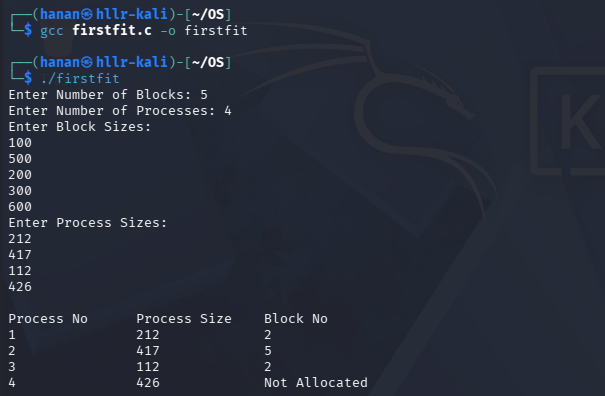 ┌──(hanan㉿hllr-kali)-[~/OS]
└─$ gcc firstfit.c -o firstfit
┌──(hanan㉿hllr-kali)-[~/OS]
└─$ ./firstfit
Enter Number of Blocks: 5
Enter Number of Processes: 4
Enter Block Sizes:
100
500
200
300
600
Enter Process Sizes:
212
417
112
426
Process No Process Size Block No
1 212 2
2 417 5
3 112 2
4 426 Not Allocated
K